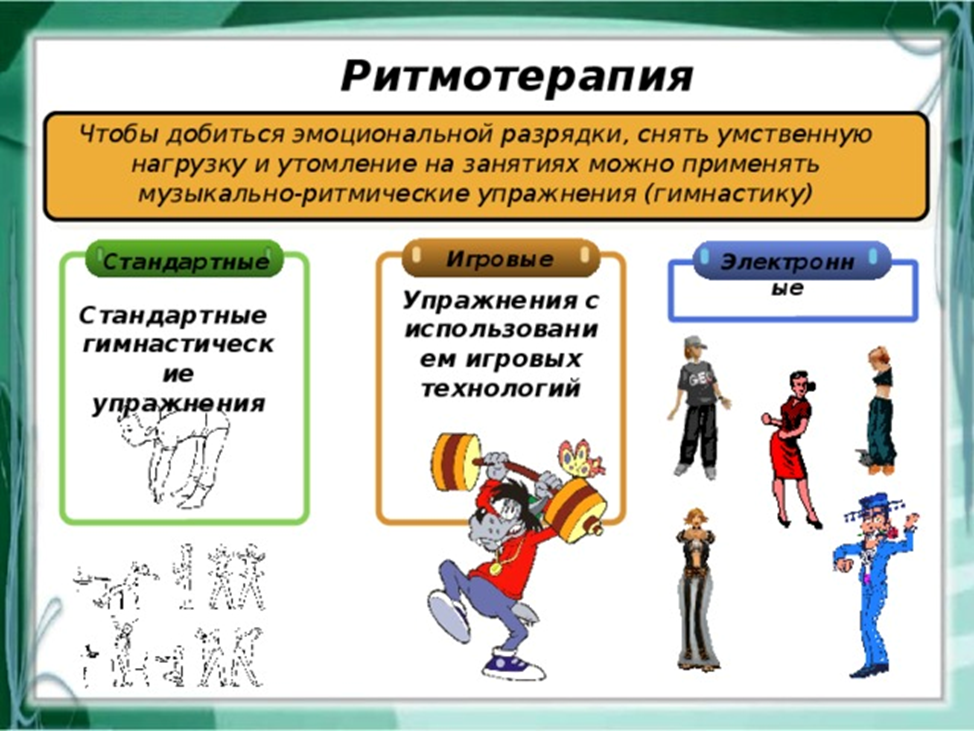 Ритмотерапия
Чтобы добиться эмоциональной разрядки, снять умственную
нагрузку и утомление на занятиях можно применять
музыкально-ритмические упражнения (гимнастику)
Стандартные
Стандартные
гимнастическ
ие
упражнения
Игровые
Упражнения с
использовани
ем игровых
технологий
Электронн
ые